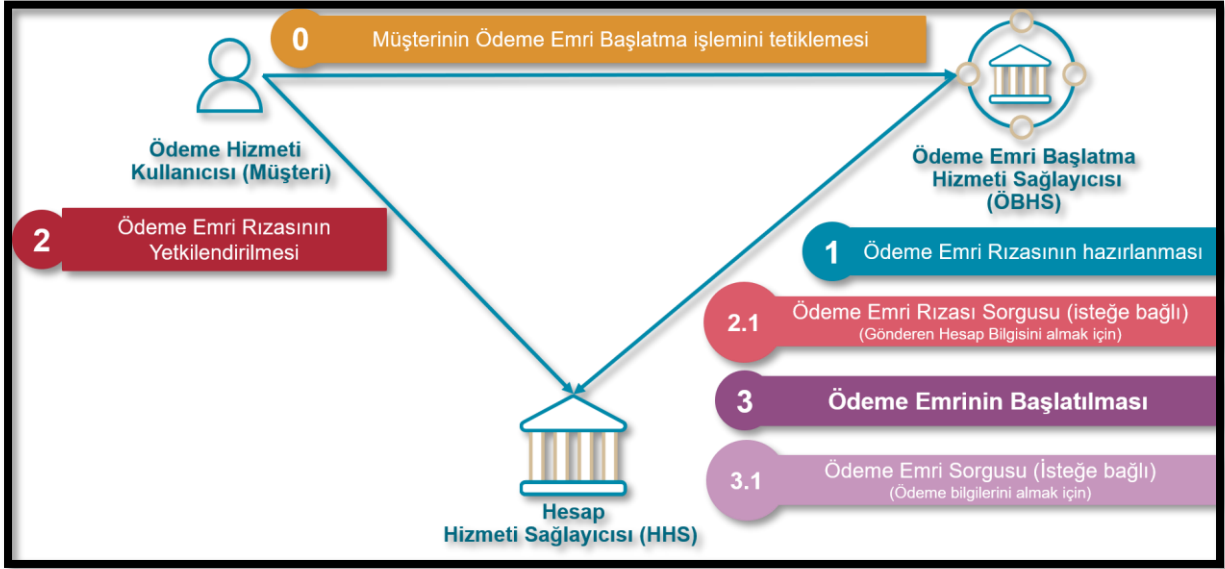 0
Müşterinin Ödeme Emri Başlatma işlemini tetiklemesi
Ödeme Hizmeti
Kullanıcısı (Müşteri)
Ödeme Emri Başlatma
Hizmeti Sağlayıcısı
(ÖBHS)
2
Ödeme Emri Rızasının
Yetkilendirilmesi
1
Ödeme Emri Rızasının hazırlanması
2.1
Ödeme Emri Rızası Sorgusu (isteğe bağlı)
(Gönderen Hesap Bilgisini almak için)
3
Ödeme Emrinin Başlatılması
3.1
Ödeme Emri Sorgusu (İsteğe bağlı)
(Ödeme bilgilerini almak için)
Hesap
Hizmeti Sağlayıcısı (HHS)